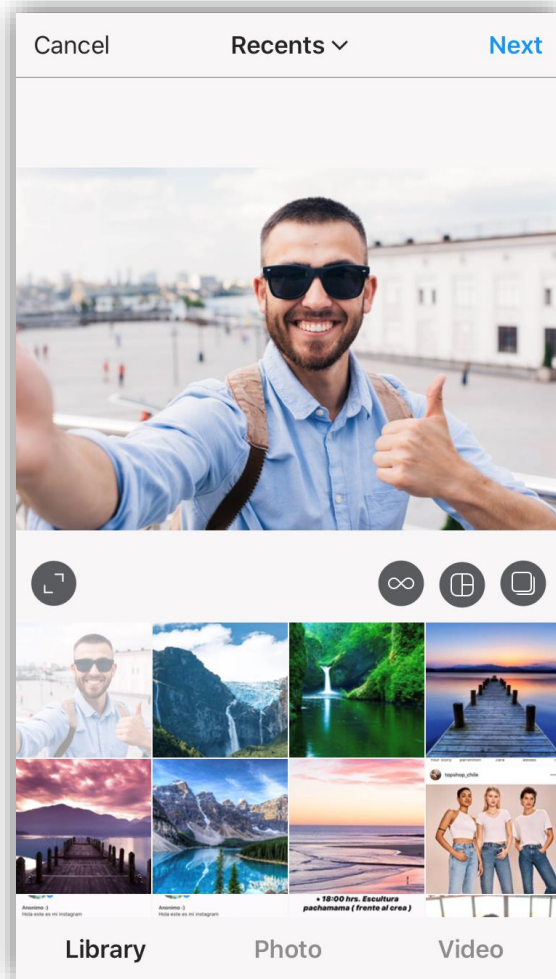 Cancel
Recents
Next
topshop_chile
Anonimo :)
Hola este es mi instagram
Anonimo :)
Hola este es mi instagram
+ 18:00 hrs. Escultura
pachamama ( frente al crea )
Library
Photo
Video